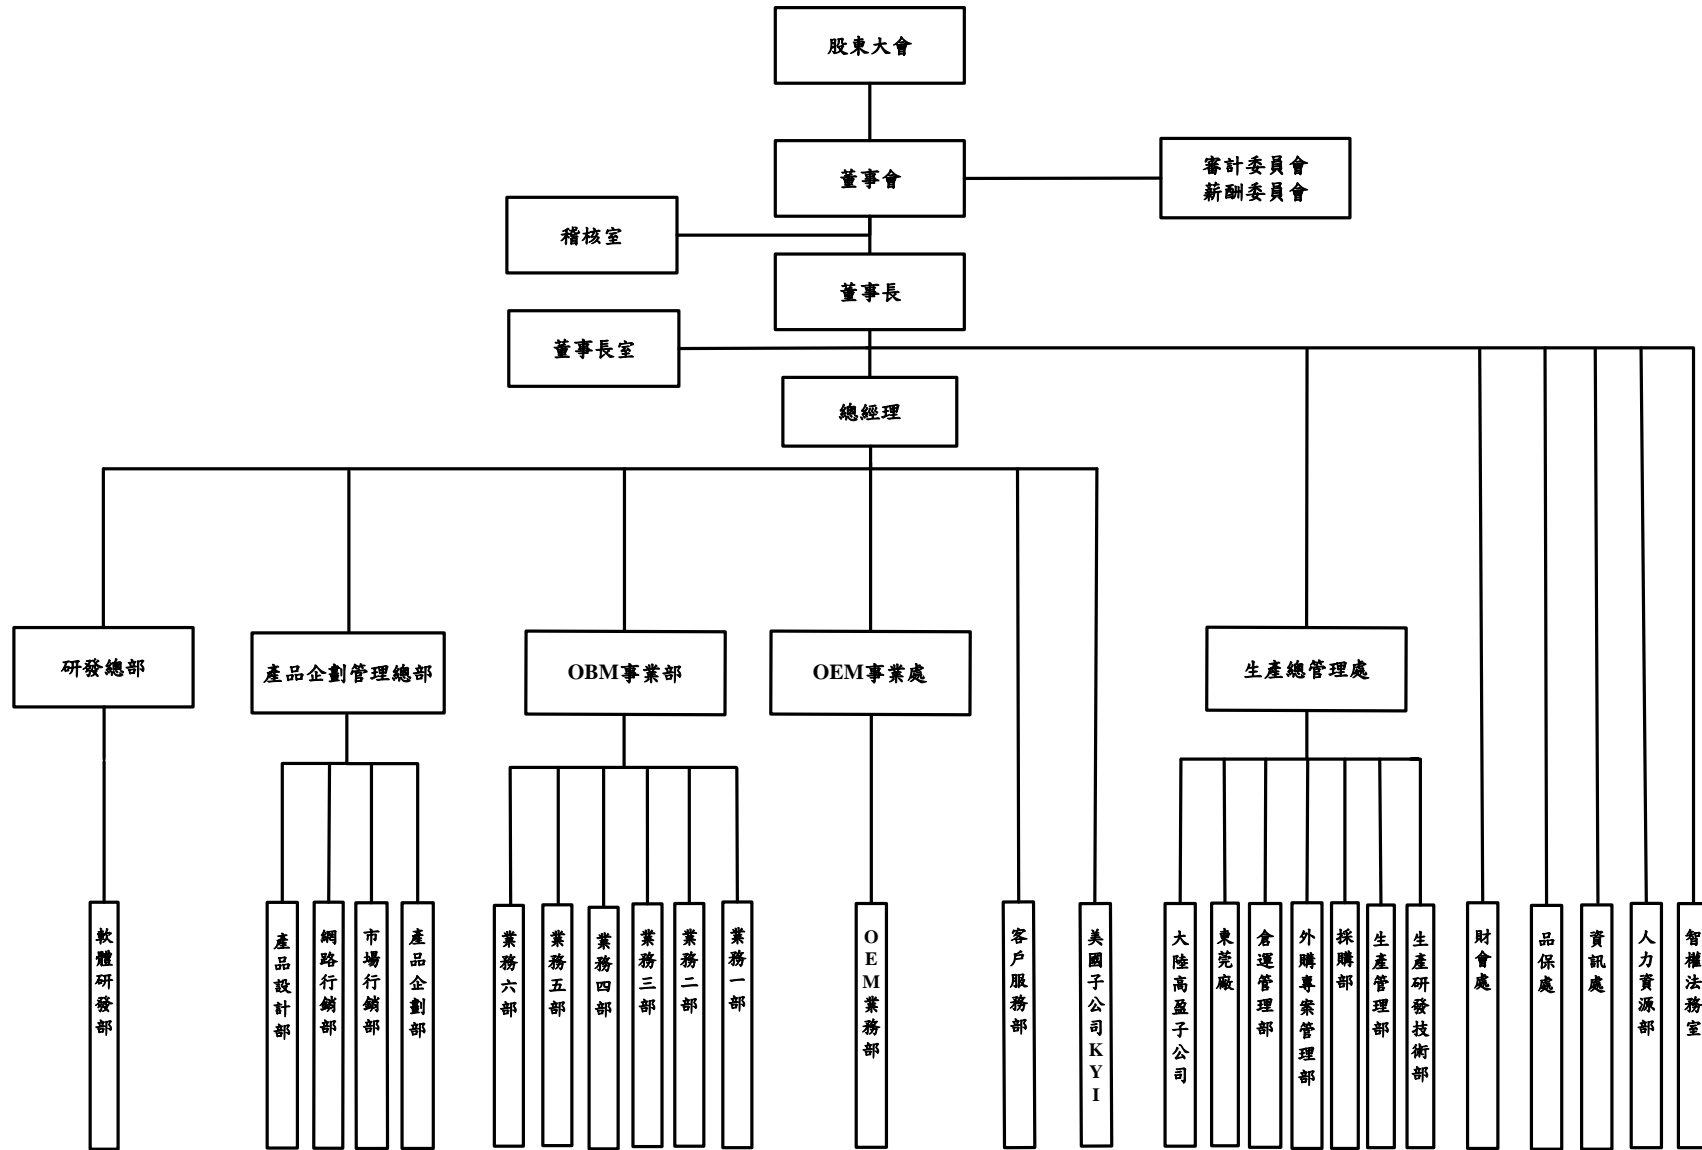 股東大會
董事會
審計委員會
薪酬委員會
稽核室
董事長
董事長室
總經理
研發總部
產品企劃管理總部
OBM事業部
OEM事業處
生產總管理處
軟體研發部
產品設計部
網路行銷部
市場行銷部
產品企劃部
業務六部
業務五部
業務四部
業務三部
業務二部
業務一部
OEM業務部
客戶服務部
美國子公司KYI
大陸高盈子公司
東莞廠
倉運管理部
外購專案管理部
採購部
生產管理部
生產研發技術部
財會處
品保處
資訊處
人力資源部
智權法務室